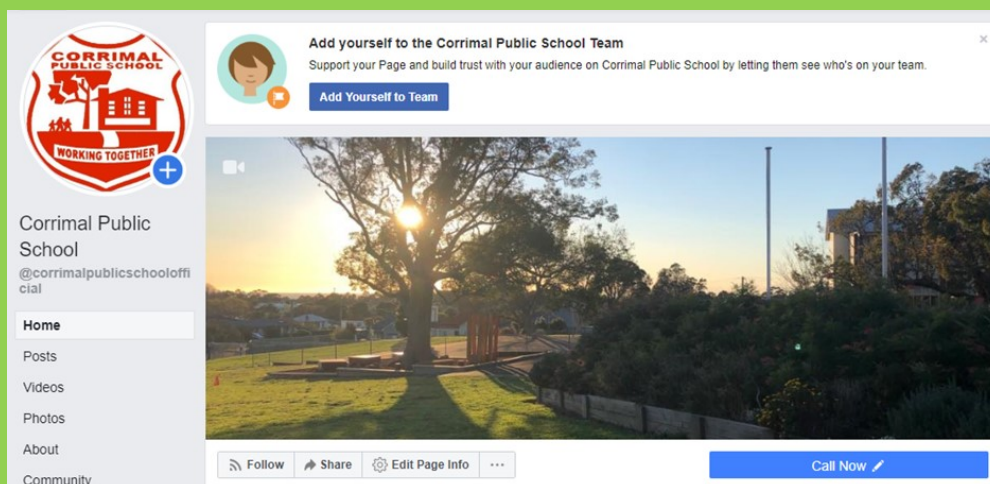 CORRIMAL
PUBLIC SCHOOL
WORKING TOGETHER
Corrimal Public
School
@corrimalpublicschooloffi
cial
Home
Posts
Videos
Photos
About
Community
Add yourself to the Corrimal Public School Team
Support your Page and build trust with your audience on Corrimal Public School by letting them see who's on your team.
Add Yourself to Team
Follow
Share
Edit Page Info
Call Now